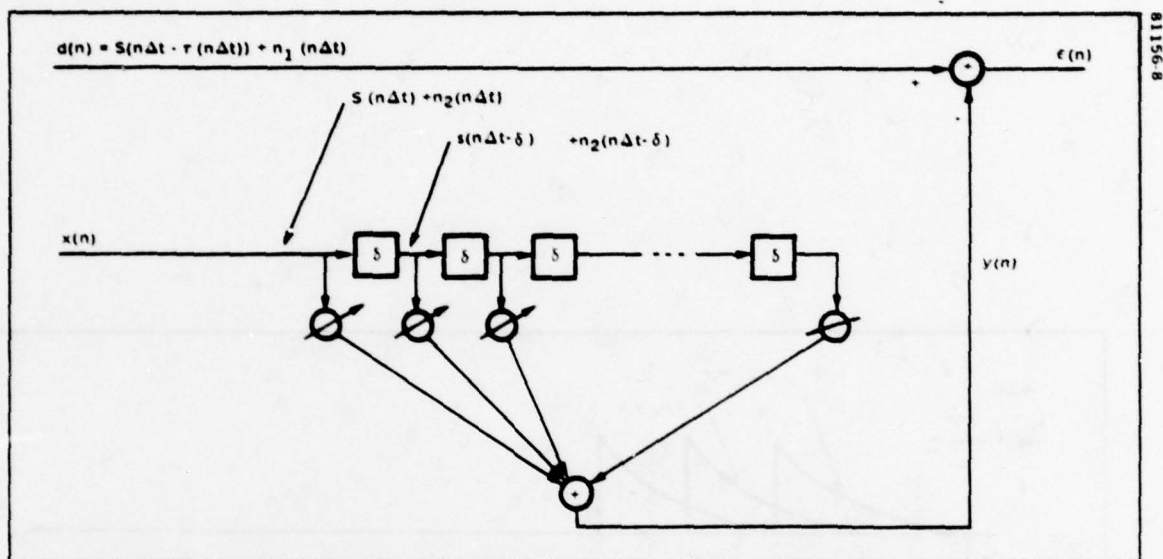 81156-8
d(n) = S(nΔt - τ(nΔt)) + n₁ (nΔt)
ε(n)
+
+
S (nΔt) +n₂(nΔt)
s(nΔt-δ) +n₂(nΔt-δ)
x(n)
δ
δ
δ
- - -
δ
y(n)
+